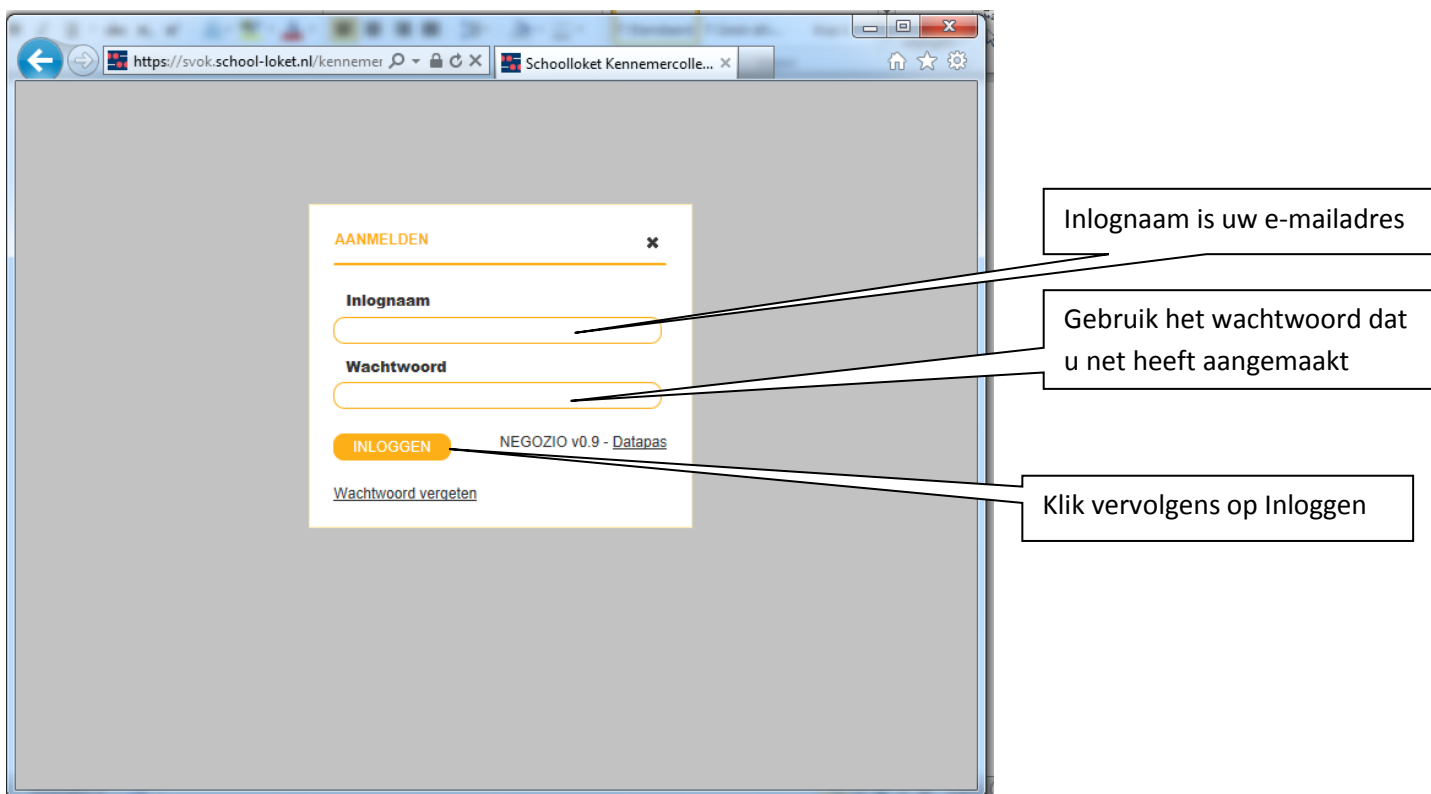 https://svok.school-loket.nl/kennemer
Schoolloket Kennemercolle...
AANMELDEN
Inlognaam
Wachtwoord
INLOGGEN
NEGOZIO v0.9 - Datapas
Wachtwoord vergeten
Inlognaam is uw e-mailadres
Gebruik het wachtwoord dat
u net heeft aangemaakt
Klik vervolgens op Inloggen